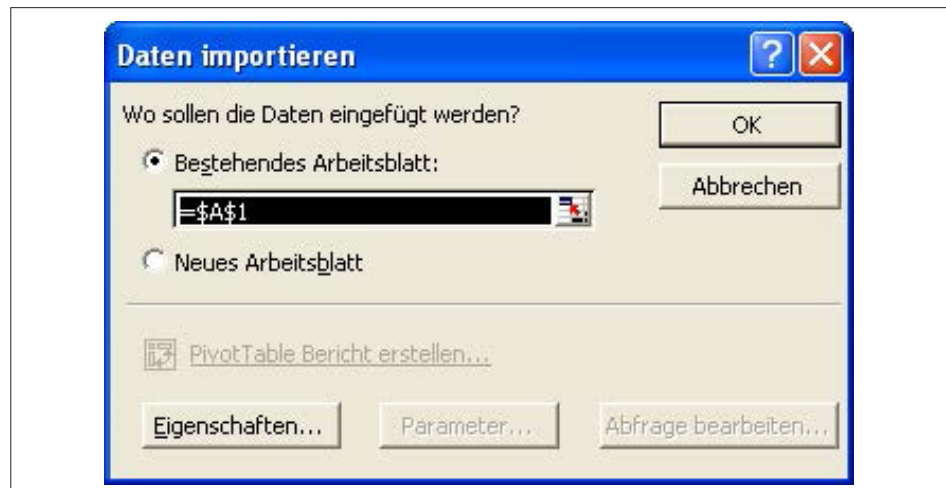 Daten importieren
Wo sollen die Daten eingefügt werden?
OK
Bestehendes Arbeitsblatt:
Abbrechen
=$A$1
Neues Arbeitsblatt
PivotTable Bericht erstellen...
Eigenschaften...
Parameter...
Abfrage bearbeiten...